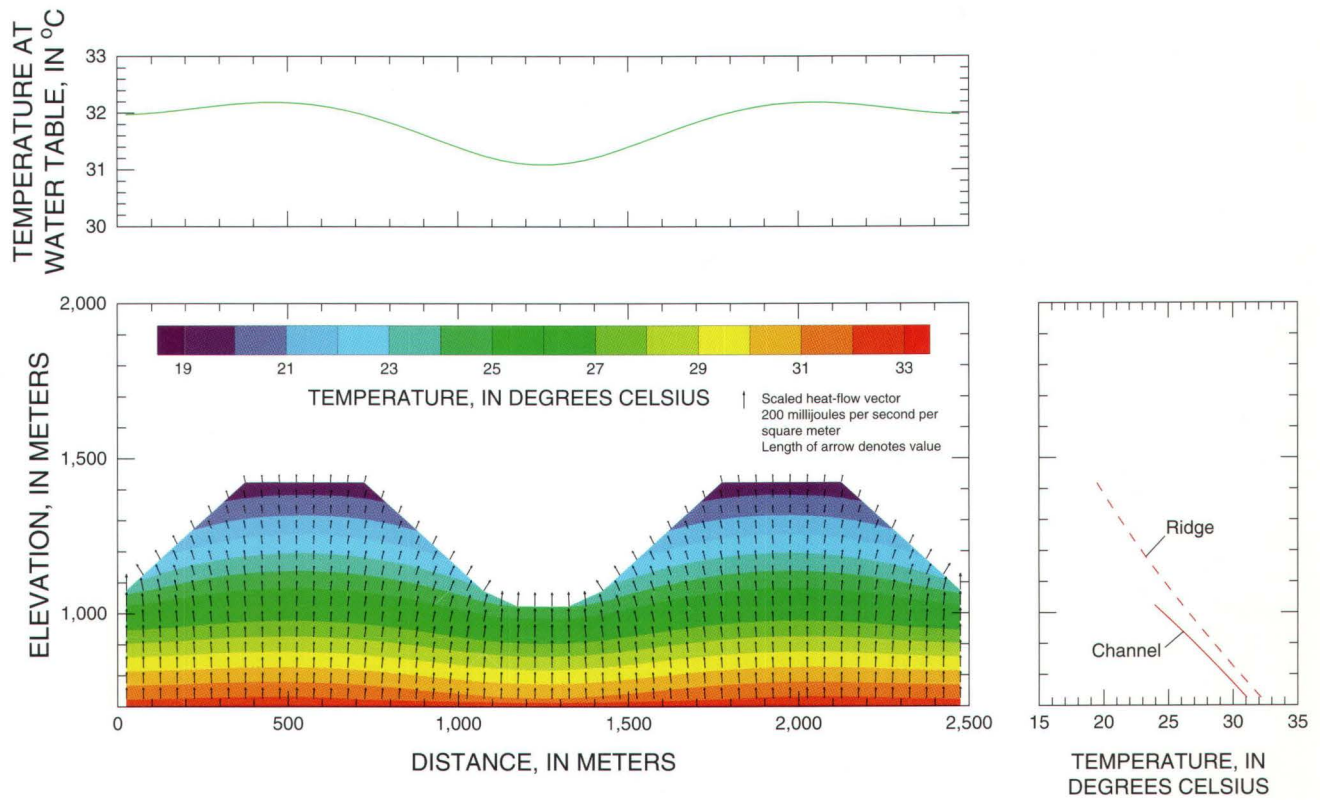 TEMPERATURE AT
WATER TABLE, IN °C
33
32
31
30
ELEVATION, IN METERS
2,000
1,500
1,000
19 21 23 25 27 29 31 33
TEMPERATURE, IN DEGREES CELSIUS
Scaled heat-flow vector
200 millijoules per second per
square meter
Length of arrow denotes value
0 500 1,000 1,500 2,000 2,500
DISTANCE, IN METERS
Ridge
Channel
15 20 25 30 35
TEMPERATURE, IN
DEGREES CELSIUS